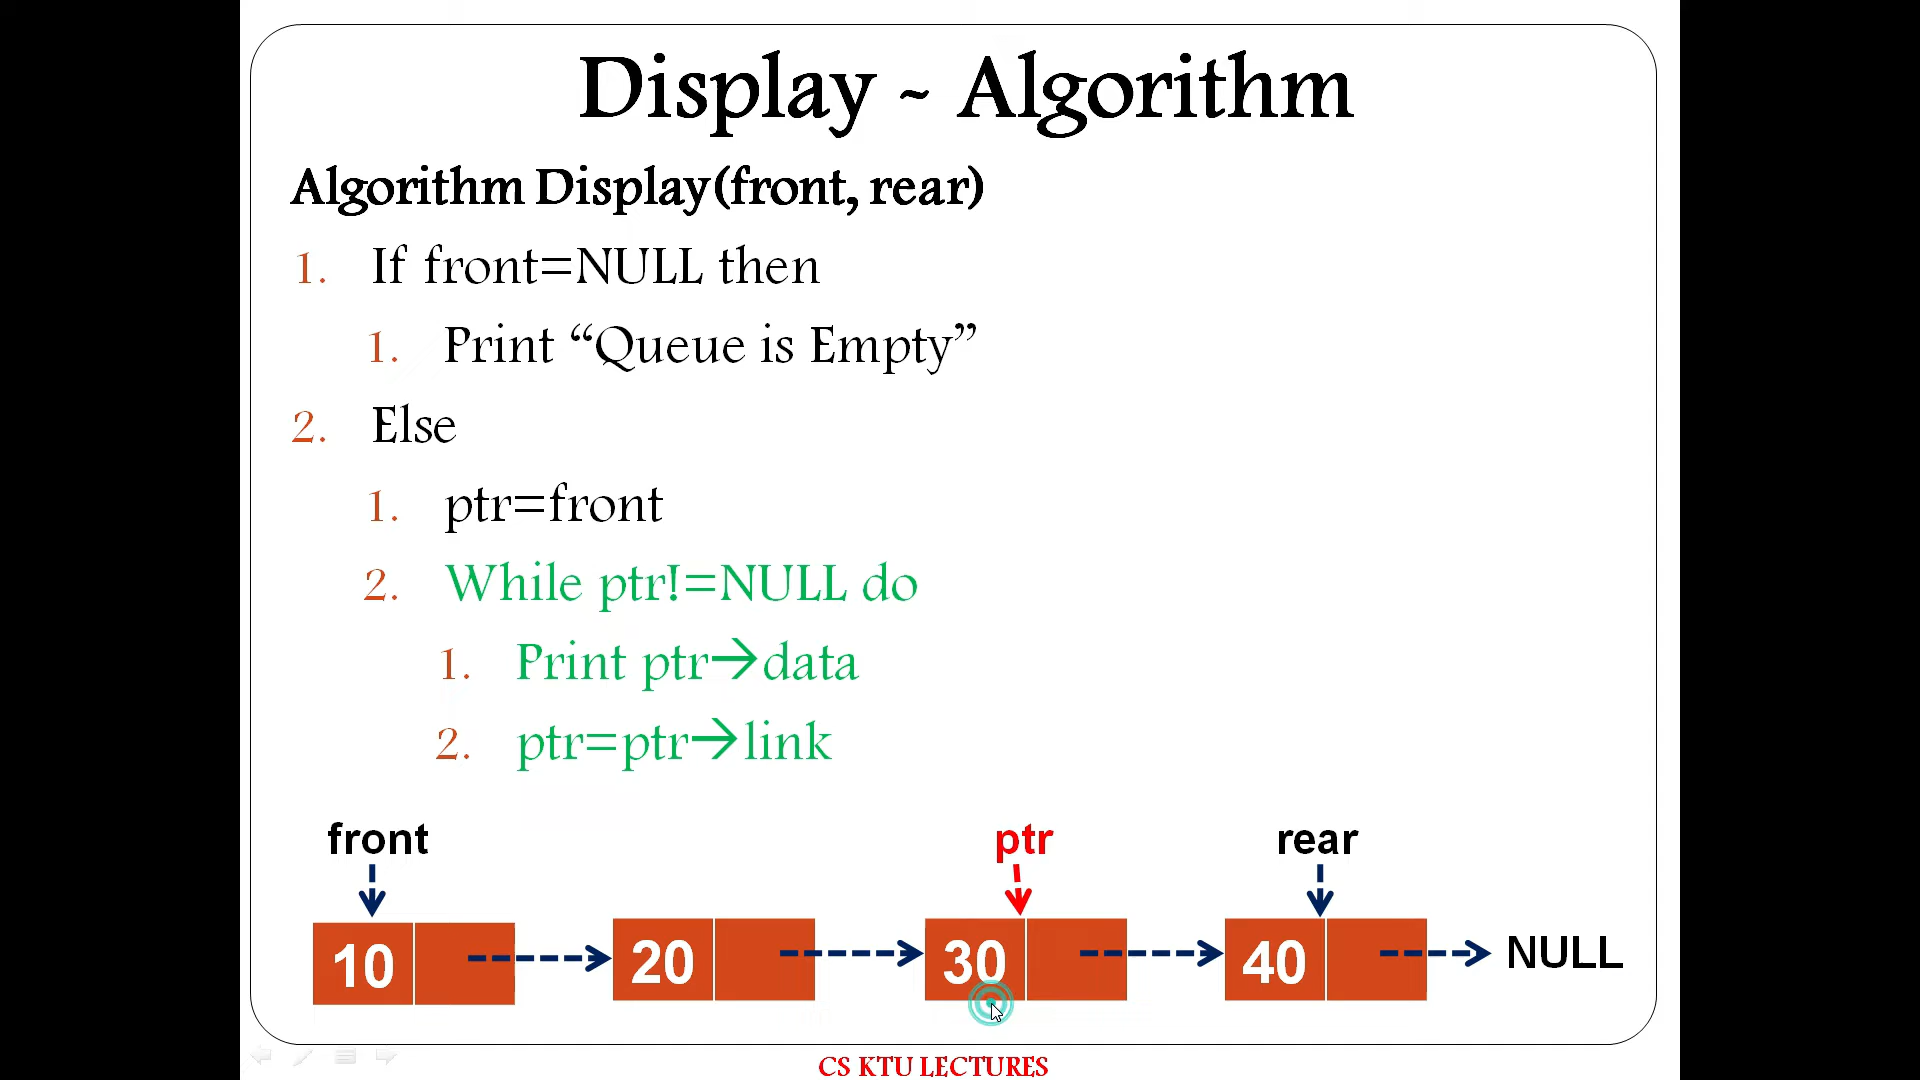 Display ~ Algorithm
Algorithm Display(front, rear)
1. If front=NULL then
1. Print “Queue is Empty”
2. Else
1. ptr=front
2. While ptr!=NULL do
1. Print ptr→data
2. ptr=ptr→link
front ptr rear
10 20 30 40 NULL
CS KTU LECTURES